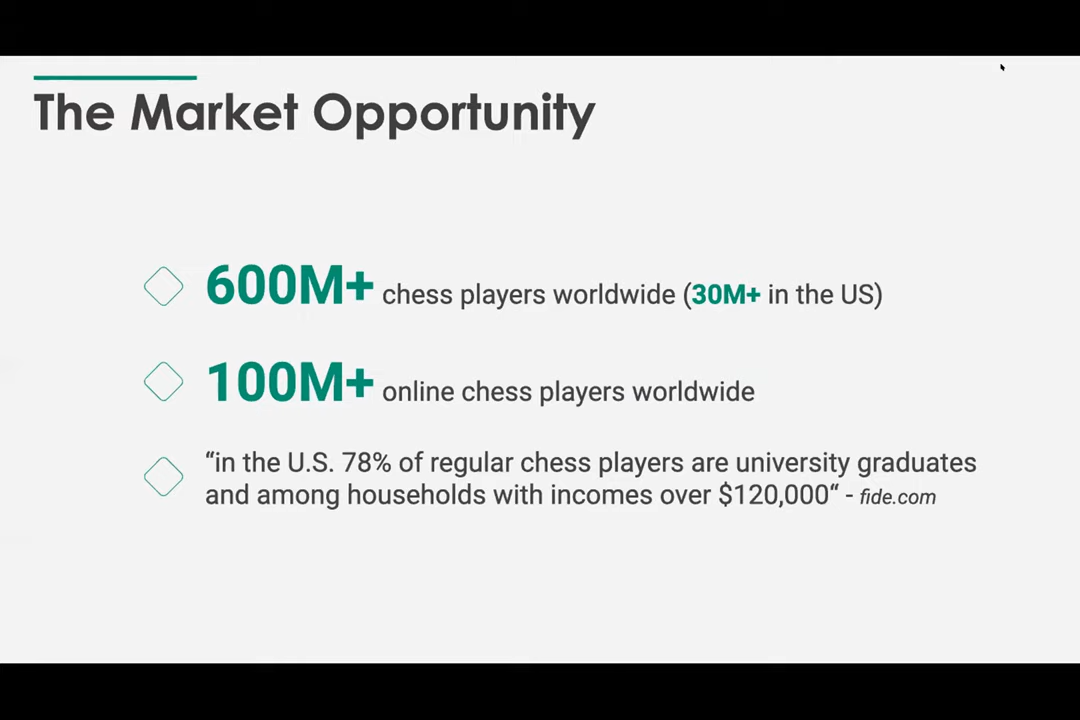 The Market Opportunity
600M+ chess players worldwide (30M+ in the US)
100M+ online chess players worldwide
“in the U.S. 78% of regular chess players are university graduates
and among households with incomes over $120,000“ - fide.com